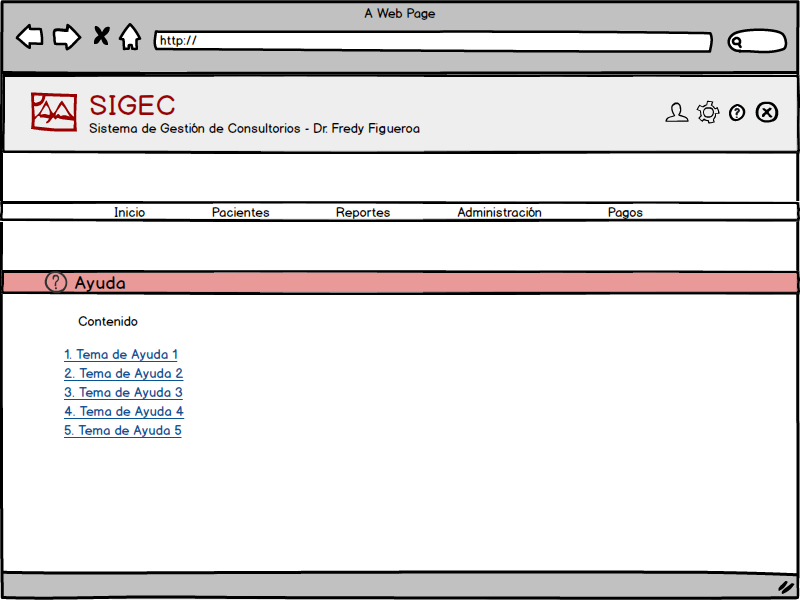 A Web Page
http://
SIGEC
Sistema de Gestión de Consultorios - Dr. Fredy Figueroa
Inicio Pacientes Reportes Administración Pagos
? Ayuda
Contenido
1. Tema de Ayuda 1
2. Tema de Ayuda 2
3. Tema de Ayuda 3
4. Tema de Ayuda 4
5. Tema de Ayuda 5